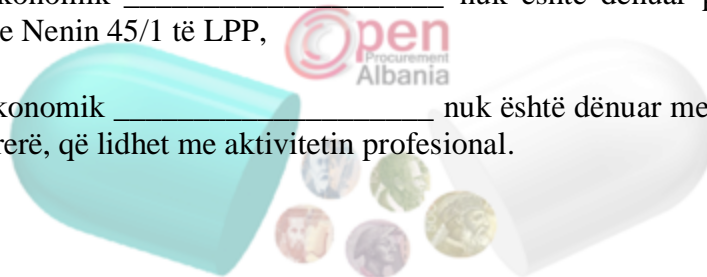 konomik ____________________ nuk është dënuar p
e Nenin 45/1 të LPP,
Open
Procurement
Albania
konomik ____________________ nuk është dënuar me
rerë, që lidhet me aktivitetin profesional.